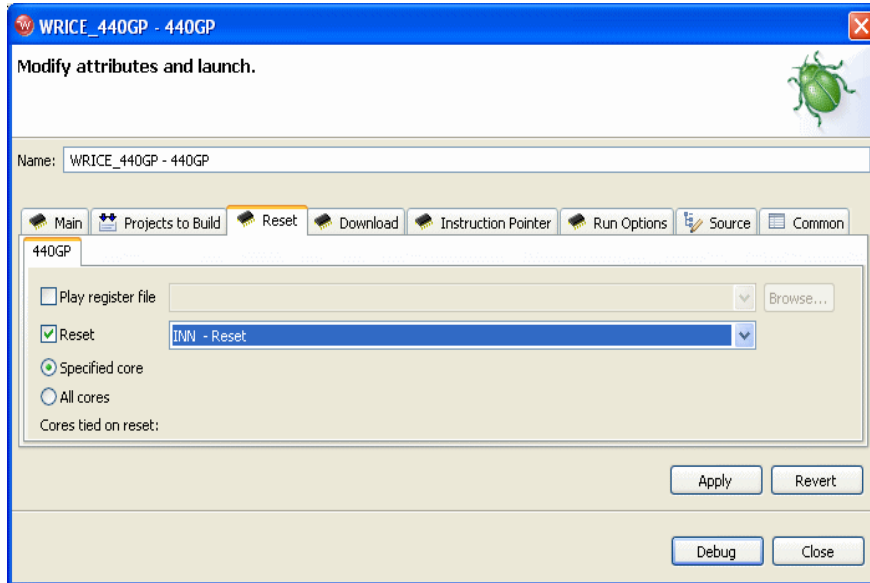 WRICE_440GP - 440GP
Modify attributes and launch.
Name: WRICE_440GP - 440GP
Main Projects to Build Reset Download Instruction Pointer Run Options Source Common
440GP
Play register file Browse...
Reset INN - Reset
Specified core
All cores
Cores tied on reset:
Apply Revert
Debug Close